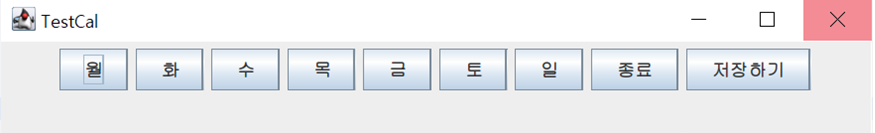 TestCal
월 화 수 목 금 토 일 종료 저장하기